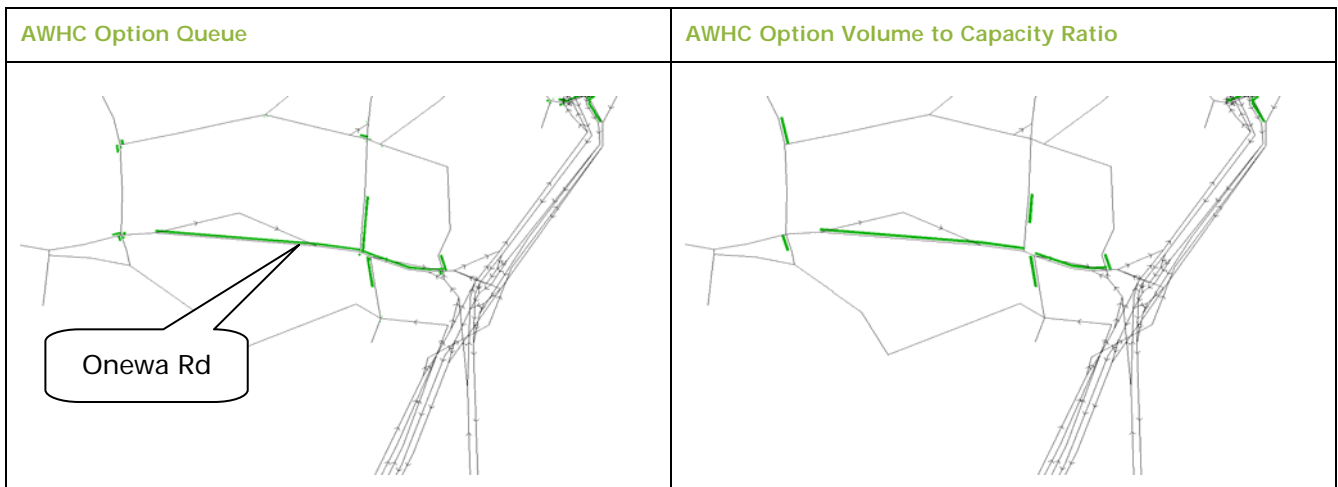 AWHC Option Queue
AWHC Option Volume to Capacity Ratio
Onewa Rd